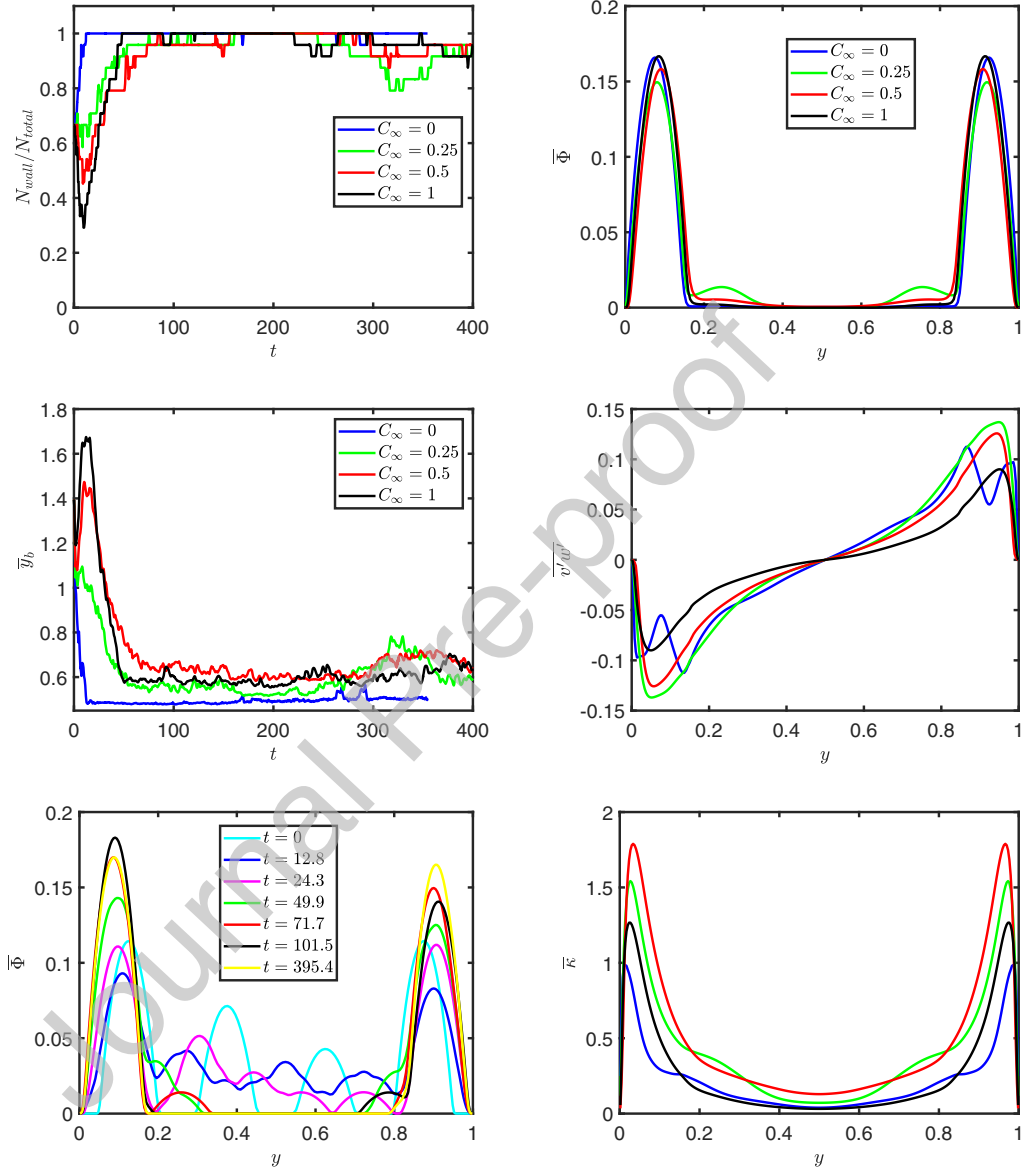 1
0.8
0.6
0.4
0.2
0
0 100 200 300 400
t
N_wall/N_total
C∞ = 0
C∞ = 0.25
C∞ = 0.5
C∞ = 1
0.2
0.15
0.1
0.05
0
0 0.2 0.4 0.6 0.8 1
y
Φ̅
C∞ = 0
C∞ = 0.25
C∞ = 0.5
C∞ = 1
1.8
1.6
1.4
1.2
1
0.8
0.6
0 100 200 300 400
t
y̅_b
C∞ = 0
C∞ = 0.25
C∞ = 0.5
C∞ = 1
0.15
0.1
0.05
0
-0.05
-0.1
-0.15
0 0.2 0.4 0.6 0.8 1
y
v′w′
0.2
0.15
0.1
0.05
0
0 0.2 0.4 0.6 0.8 1
y
Φ̅
t = 0
t = 12.8
t = 24.3
t = 49.9
t = 71.7
t = 101.5
t = 395.4
2
1.5
1
0.5
0
0 0.2 0.4 0.6 0.8 1
y
κ̅
Journal Pre-proof